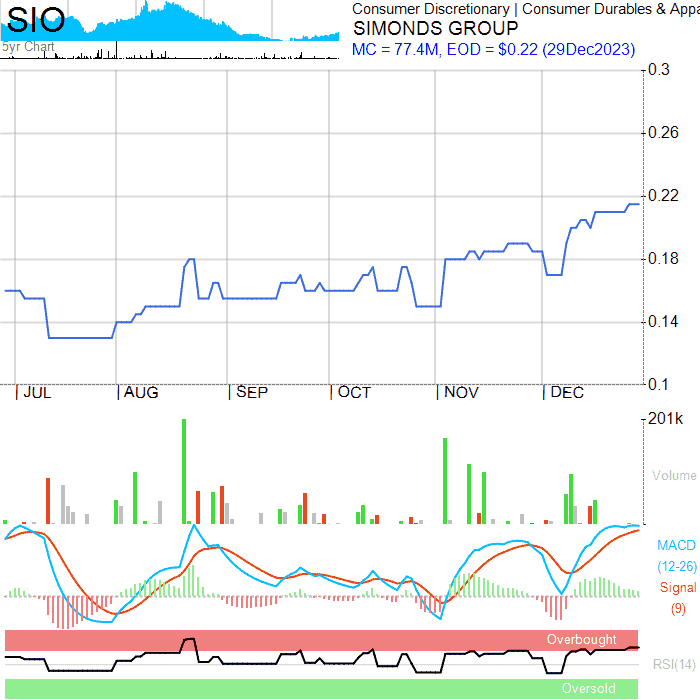 SIO
5yr Chart
Consumer Discretionary | Consumer Durables & Appa
SIMONDS GROUP
MC = 77.4M, EOD = $0.22 (29Dec2023)
0.3
0.26
0.22
0.18
0.14
0.1
JUL AUG SEP OCT NOV DEC
201k
Volume
MACD
(12-26)
Signal
(9)
Overbought
RSI(14)
Oversold